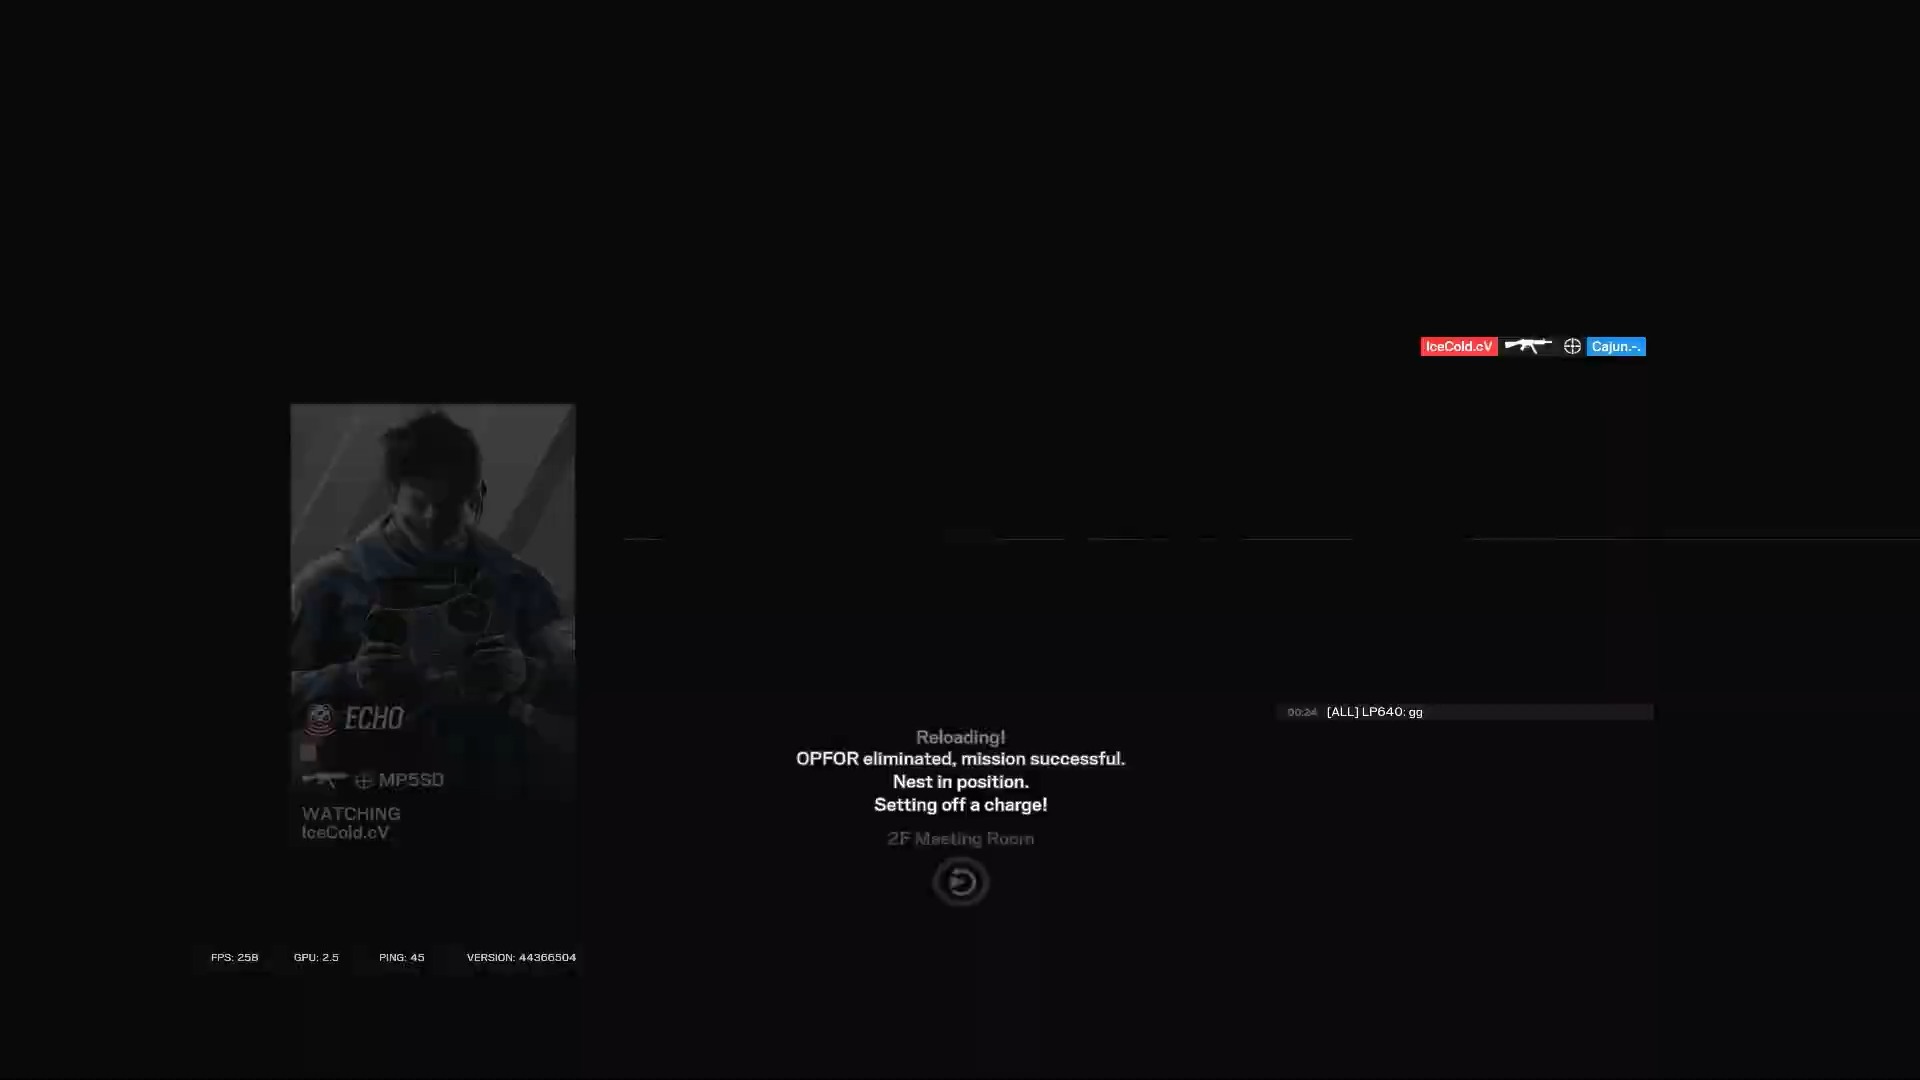 IceCold.cV Cajun.-.
ECHO
MP5SD
WATCHING
IceCold.cV
00:24 [ALL] LP640: gg
Reloading!
OPFOR eliminated, mission successful.
Nest in position.
Setting off a charge!
2F Meeting Room
FPS: 258 GPU: 2.5 PING: 45 VERSION: 44366504